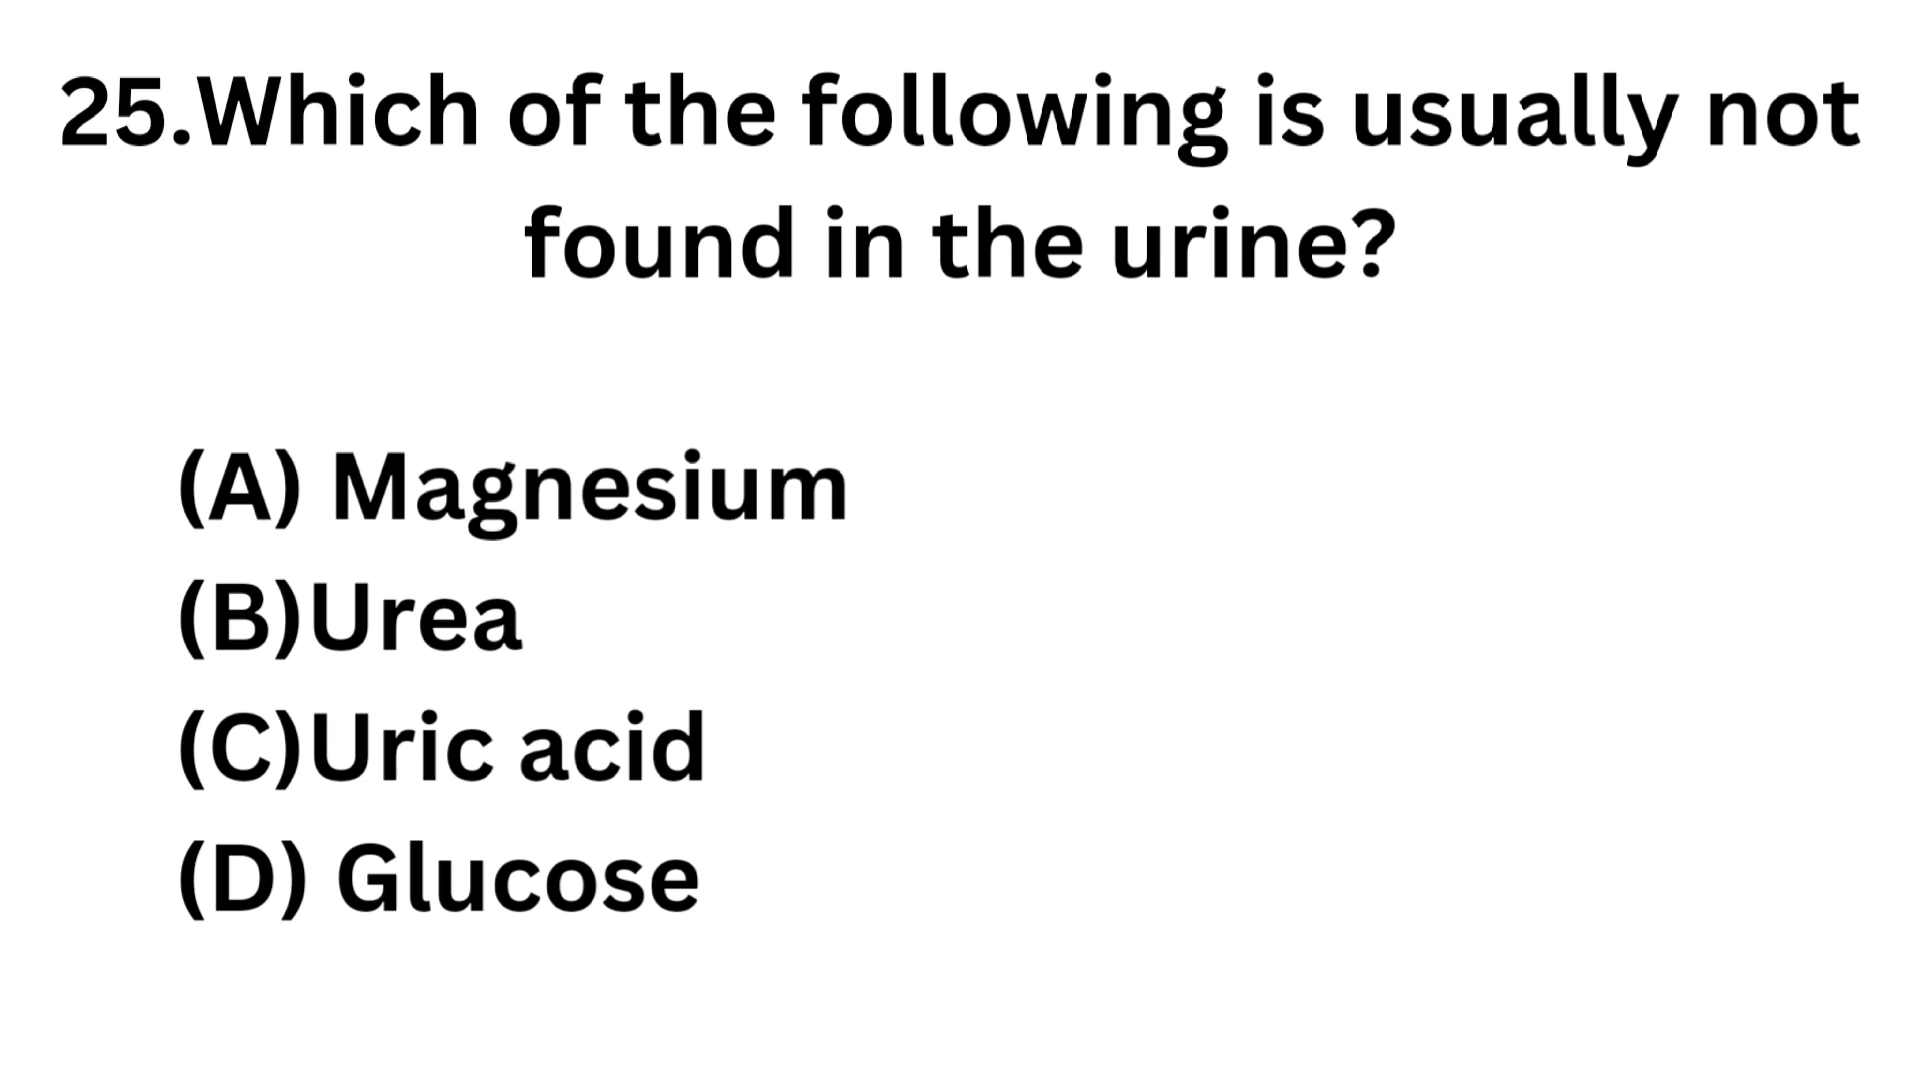 25.Which of the following is usually not
found in the urine?
(A) Magnesium
(B)Urea
(C)Uric acid
(D) Glucose